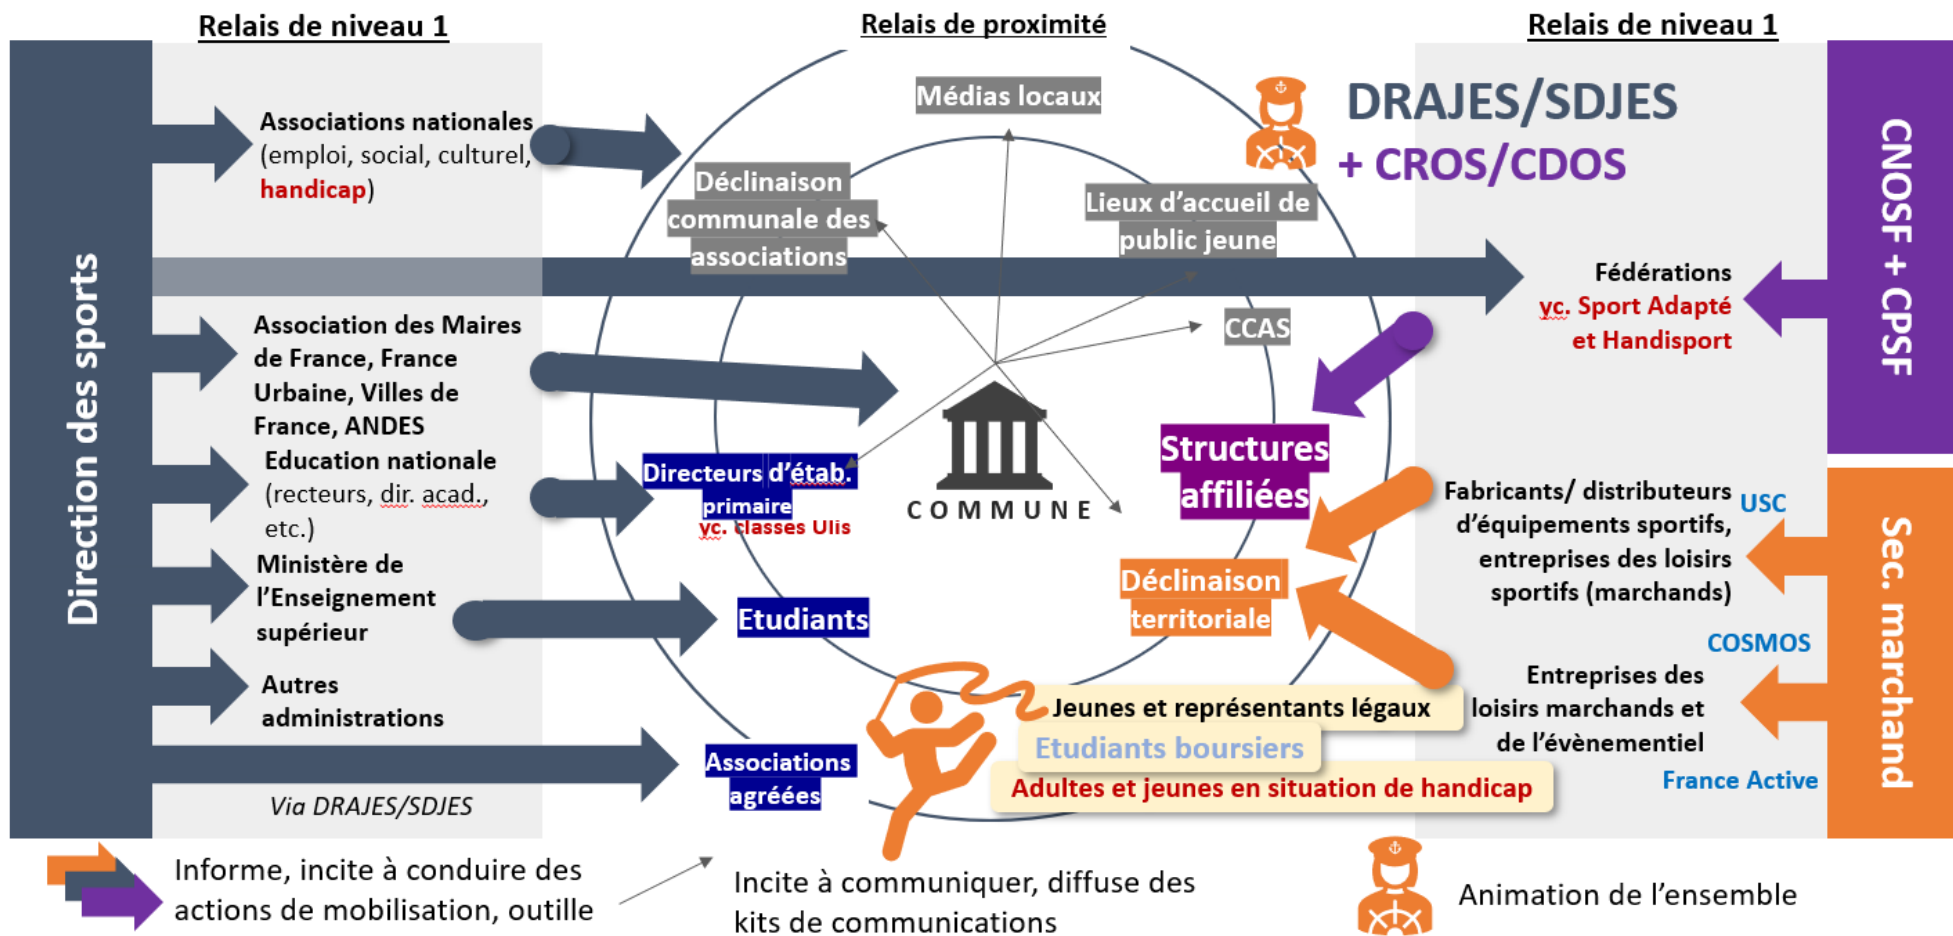 Relais de niveau 1
Relais de proximité
Relais de niveau 1
Direction des sports
Associations nationales
(emploi, social, culturel,
handicap)
Association des Maires
de France, France
Urbaine, Villes de
France, ANDES
Education nationale
(recteurs, dir. acad.,
etc.)
Ministère de
l’Enseignement
supérieur
Autres
administrations
Via DRAJES/SDJES
Médias locaux
Déclinaison
communale des
associations
Lieux d’accueil de
public jeune
CCAS
COMMUNE
Directeurs d’étab.
primaire
yc. classes Ulis
Etudiants
Associations
agréées
Structures
affiliées
Déclinaison
territoriale
Jeunes et représentants légaux
Etudiants boursiers
Adultes et jeunes en situation de handicap
DRAJES/SDJES
+ CROS/CDOS
Fédérations
yc. Sport Adapté
et Handisport
Fabricants/ distributeurs
d’équipements sportifs,
entreprises des loisirs
sportifs (marchands)
USC
COSMOS
Entreprises des
loisirs marchands et
de l’évènementiel
France Active
CNOSF + CPSF
Sec. marchand
Informe, incite à conduire des
actions de mobilisation, outille
Incite à communiquer, diffuse des
kits de communications
Animation de l’ensemble